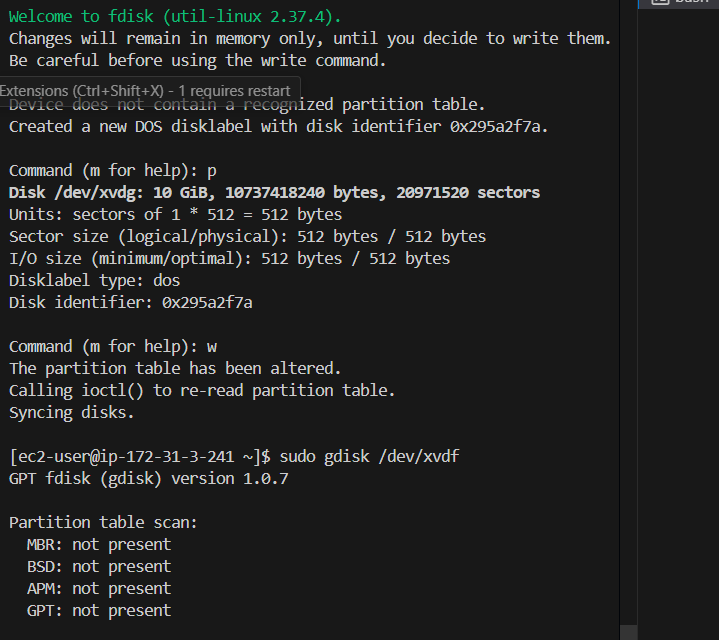 Welcome to fdisk (util-linux 2.37.4).
Changes will remain in memory only, until you decide to write them.
Be careful before using the write command.
Extensions (Ctrl+Shift+X) - 1 requires restart
Device does not contain a recognized partition table.
Created a new DOS disklabel with disk identifier 0x295a2f7a.
Command (m for help): p
Disk /dev/xvdg: 10 GiB, 10737418240 bytes, 20971520 sectors
Units: sectors of 1 * 512 = 512 bytes
Sector size (logical/physical): 512 bytes / 512 bytes
I/O size (minimum/optimal): 512 bytes / 512 bytes
Disklabel type: dos
Disk identifier: 0x295a2f7a
Command (m for help): w
The partition table has been altered.
Calling ioctl() to re-read partition table.
Syncing disks.
[ec2-user@ip-172-31-3-241 ~]$ sudo gdisk /dev/xvdf
GPT fdisk (gdisk) version 1.0.7
Partition table scan:
MBR: not present
BSD: not present
APM: not present
GPT: not present